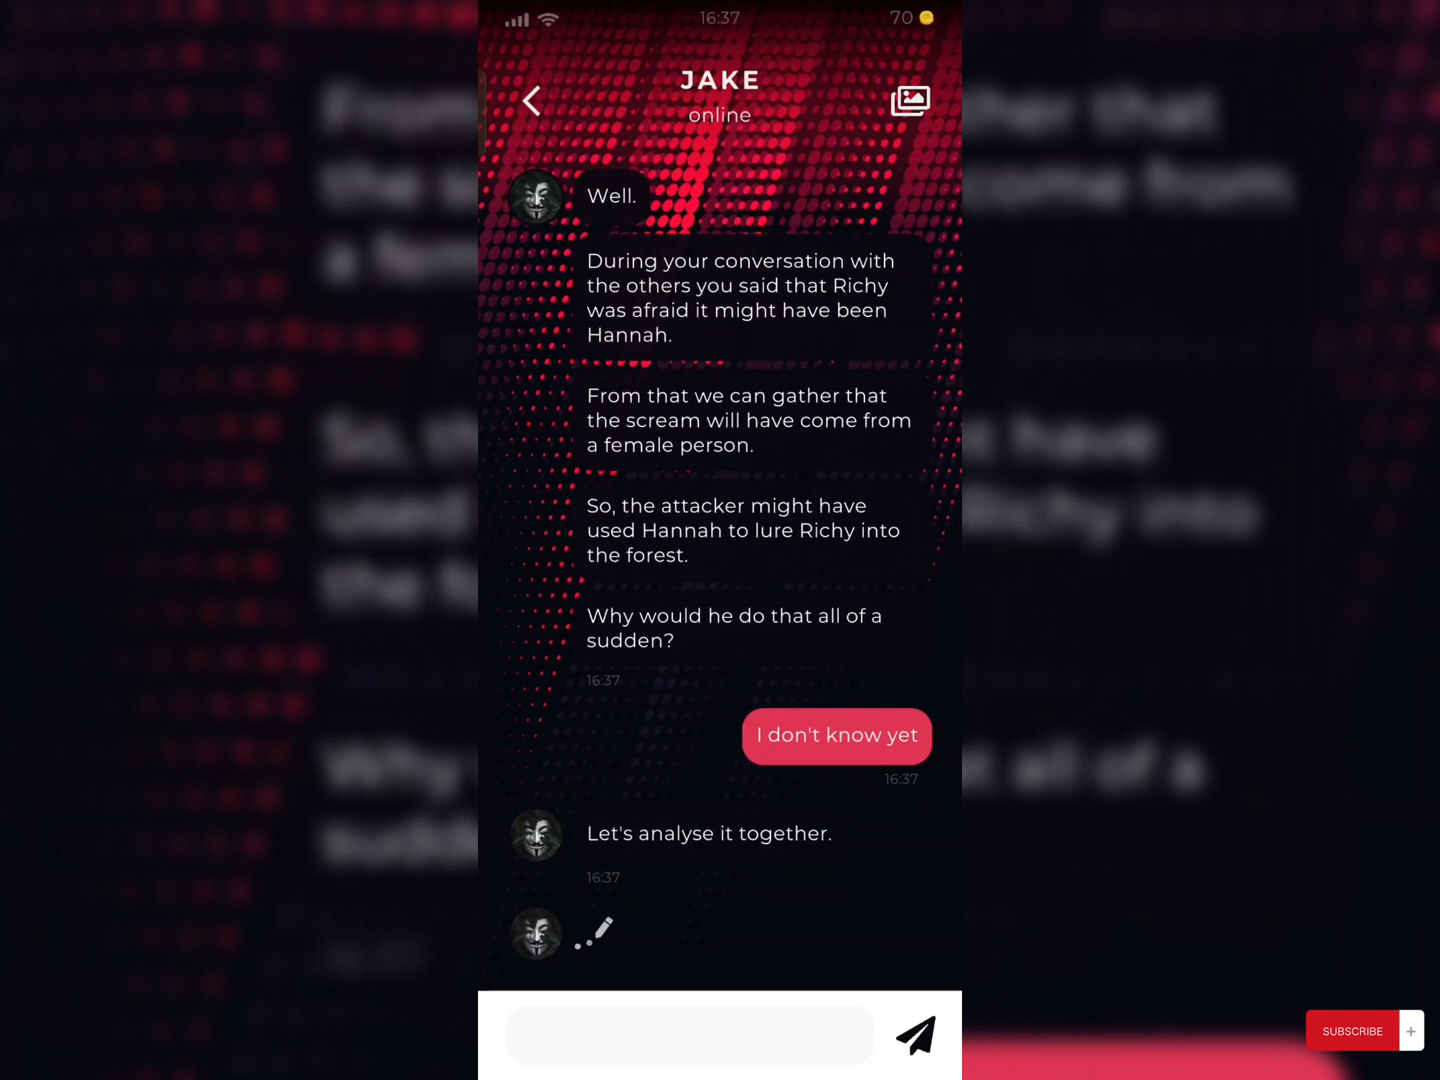 16:37
70
JAKE
online
Well.
During your conversation with
the others you said that Richy
was afraid it might have been
Hannah.
From that we can gather that
the scream will have come from
a female person.
So, the attacker might have
used Hannah to lure Richy into
the forest.
Why would he do that all of a
sudden?
16:37
I don't know yet
16:37
Let's analyse it together.
16:37
SUBSCRIBE